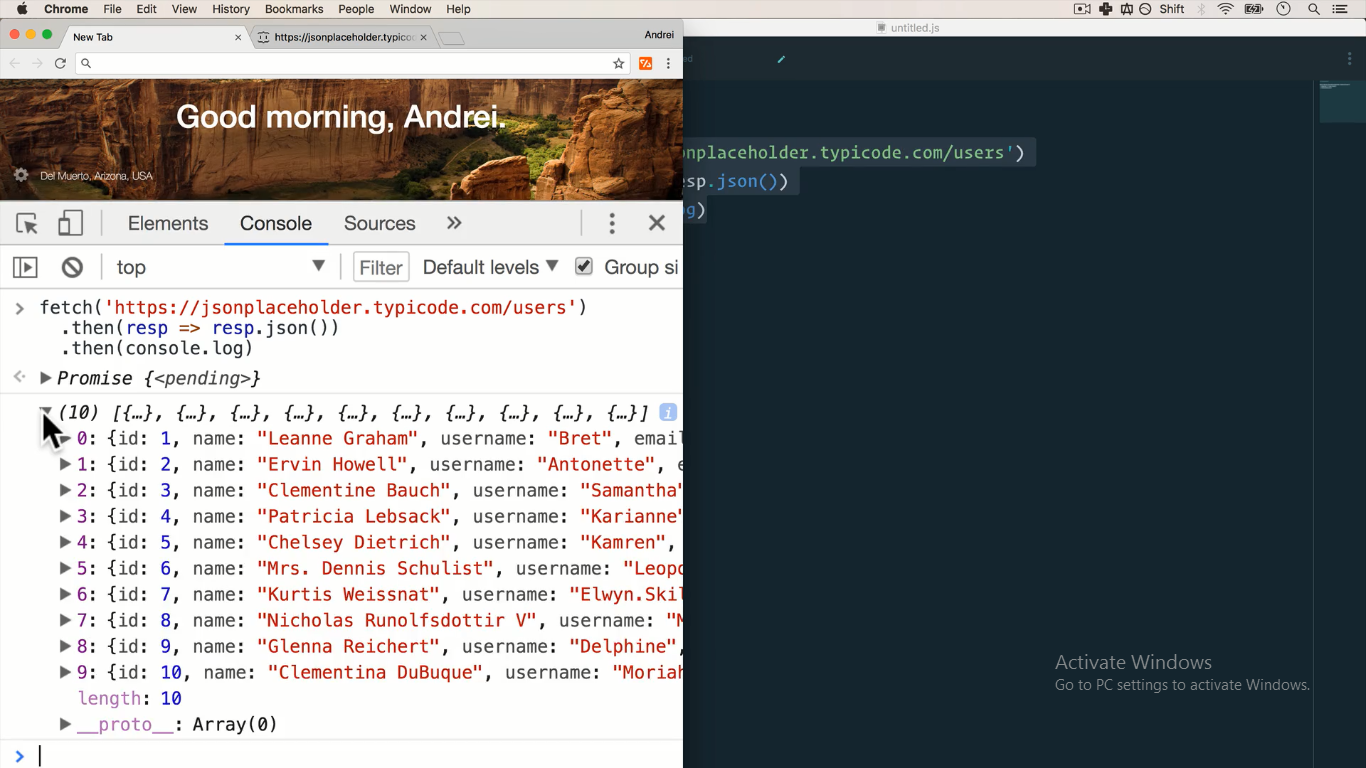 Chrome File Edit View History Bookmarks People Window Help Shift
untitled.js
New Tab https://jsonplaceholder.typico Andrei
Good morning, Andrei.
Del Muerto, Arizona, USA
Elements Console Sources
top Filter Default levels Group si
fetch('https://jsonplaceholder.typicode.com/users')
.then(resp => resp.json())
.then(console.log)
Promise {<pending>}
(10) [{…}, {…}, {…}, {…}, {…}, {…}, {…}, {…}, {…}, {…}] i
0: {id: 1, name: "Leanne Graham", username: "Bret", email
1: {id: 2, name: "Ervin Howell", username: "Antonette", e
2: {id: 3, name: "Clementine Bauch", username: "Samantha"
3: {id: 4, name: "Patricia Lebsack", username: "Karianne"
4: {id: 5, name: "Chelsey Dietrich", username: "Kamren",
5: {id: 6, name: "Mrs. Dennis Schulist", username: "Leopo
6: {id: 7, name: "Kurtis Weissnat", username: "Elwyn.Skil
7: {id: 8, name: "Nicholas Runolfsdottir V", username: "M
8: {id: 9, name: "Glenna Reichert", username: "Delphine",
9: {id: 10, name: "Clementina DuBuque", username: "Moriah
length: 10
__proto__: Array(0)
ed
onplaceholder.typicode.com/users')
esp.json())
og)
Activate Windows
Go to PC settings to activate Windows.